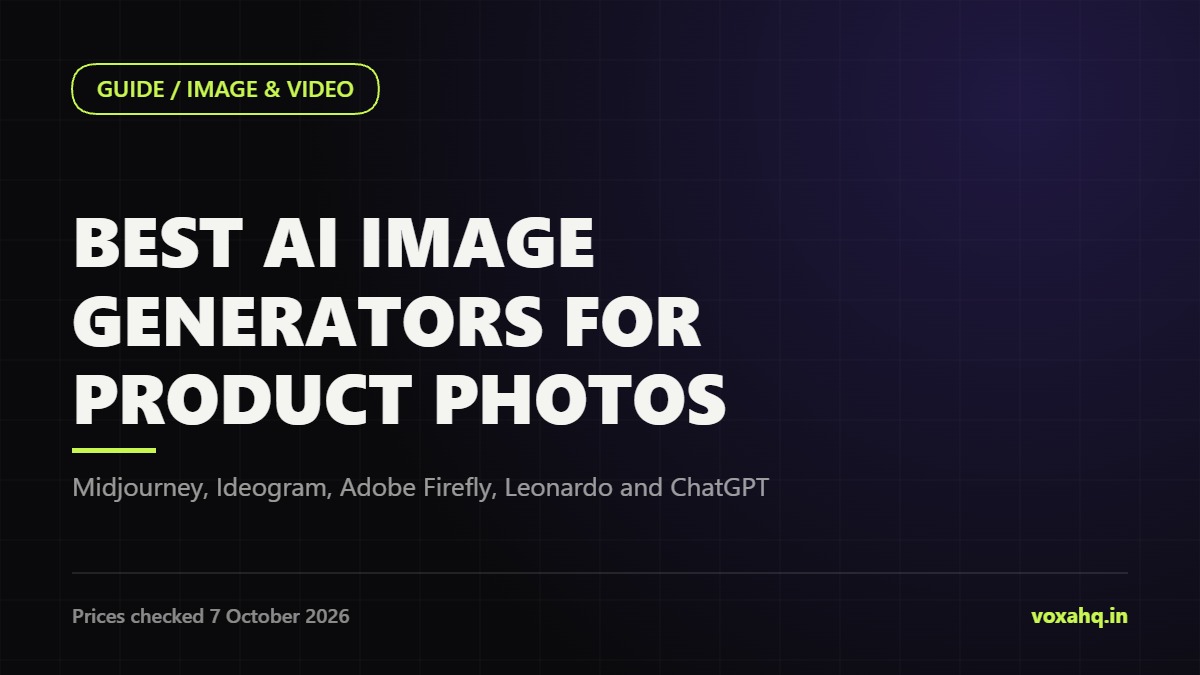 GUIDE / IMAGE & VIDEO
BEST AI IMAGE
GENERATORS FOR
PRODUCT PHOTOS
Midjourney, Ideogram, Adobe Firefly, Leonardo and ChatGPT
Prices checked 7 October 2026
voxahq.in